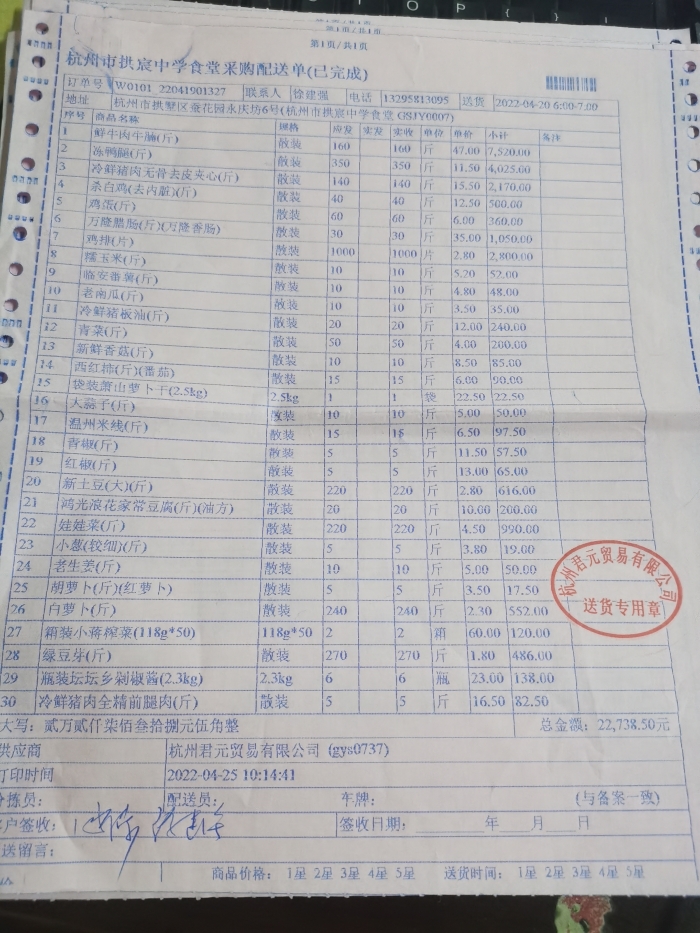 第1页/共1页
第1页/共1页
杭州市拱宸中学食堂采购配送单(已完成)
订单号 W0101_22041901327 联系人 徐建强 电话 13295813095 送货 2022-04-20 6:00-7:00
地址 杭州市拱墅区蚕花园永庆坊6号(杭州市拱宸中学食堂 GSJY0007)
序号 商品名称 规格 应发 实发 实收 单位 单价 小计 备注
1 鲜牛肉牛腩(斤) 散装 160 160 斤 47.00 7,520.00
2 冻鸭腿(斤) 散装 350 350 斤 11.50 4,025.00
3 冷鲜猪肉无骨去皮夹心(斤) 散装 140 140 斤 15.50 2,170.00
4 杀白鸡(去内脏)(斤) 散装 40 40 斤 12.50 500.00
5 鸡蛋(斤) 散装 60 60 斤 6.00 360.00
6 万隆腊肠(斤)(万隆香肠) 散装 30 30 斤 35.00 1,050.00
7 鸡排(片) 散装 1000 1000 片 2.80 2,800.00
8 糯玉米(斤) 散装 10 10 斤 5.20 52.00
9 临安番薯(斤) 散装 10 10 斤 4.80 48.00
10 老南瓜(斤) 散装 10 10 斤 3.50 35.00
11 冷鲜猪板油(斤) 散装 20 20 斤 12.00 240.00
12 青菜(斤) 散装 50 50 斤 4.00 200.00
13 新鲜香菇(斤) 散装 10 10 斤 8.50 85.00
14 西红柿(斤)(番茄) 散装 15 15 斤 6.00 90.00
15 袋装萧山萝卜干(2.5kg) 2.5kg 1 1 袋 22.50 22.50
16 大蒜子(斤) 散装 10 10 斤 5.00 50.00
17 温州米线(斤) 散装 15 15 斤 6.50 97.50
18 青椒(斤) 散装 5 5 斤 11.50 57.50
19 红椒(斤) 散装 5 5 斤 13.00 65.00
20 新土豆(大)(斤) 散装 220 220 斤 2.80 616.00
21 鸿光浪花家常豆腐(斤)(油方) 散装 20 20 斤 10.00 200.00
22 娃娃菜(斤) 散装 220 220 斤 4.50 990.00
23 小葱(较细)(斤) 散装 5 5 斤 3.80 19.00
24 老生姜(斤) 散装 10 10 斤 5.00 50.00
25 胡萝卜(斤)(红萝卜) 散装 5 5 斤 3.50 17.50
26 白萝卜(斤) 散装 240 240 斤 2.30 552.00
27 箱装小蒋榨菜(118g*50) 118g*50 2 2 箱 60.00 120.00
28 绿豆芽(斤) 散装 270 270 斤 1.80 486.00
29 瓶装坛坛乡剁椒酱(2.3kg) 2.3kg 6 6 瓶 23.00 138.00
30 冷鲜猪肉全精前腿肉(斤) 散装 5 5 斤 16.50 82.50
杭州君元贸易有限公司
送货专用章
大写: 贰万贰仟柒佰叁拾捌元伍角整 总金额: 22,738.50元
供应商 杭州君元贸易有限公司 (gys0737)
打印时间 2022-04-25 10:14:41
分拣员: 配送员: 车牌: (与备案一致)
客户签收: 签收日期: ____年__月__日
送留言:
商品价格: 1星 2星 3星 4星 5星 送货时间: 1星 2星 3星 4星 5星